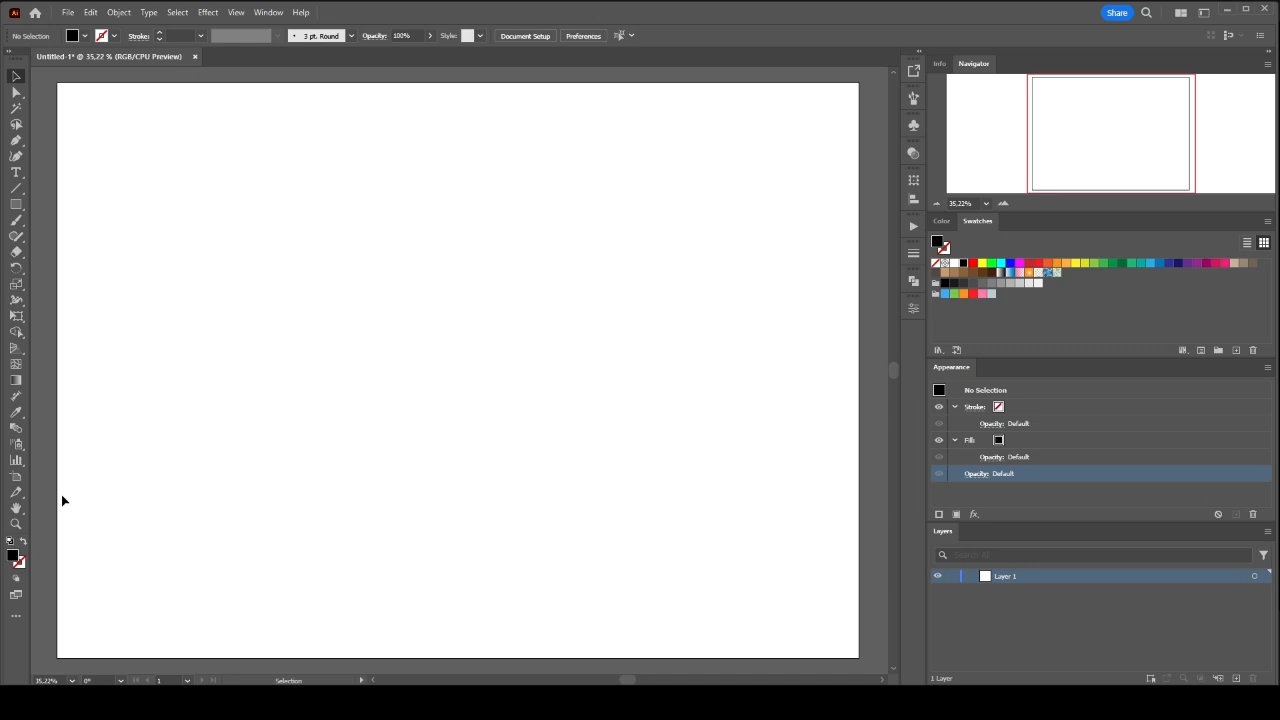 Ai File Edit Object Type Select Effect View Window Help Share
No Selection Stroke: 3 pt. Round Opacity: 100% Style: Document Setup Preferences
Untitled-1* @ 35,22 % (RGB/CPU Preview) ×
Info Navigator
35,22%
Color Swatches
Appearance
No Selection
Stroke:
Opacity: Default
Fill:
Opacity: Default
Opacity: Default
fx
Layers
Search All
Layer 1
1 Layer
35,22% 0° 1 Selection